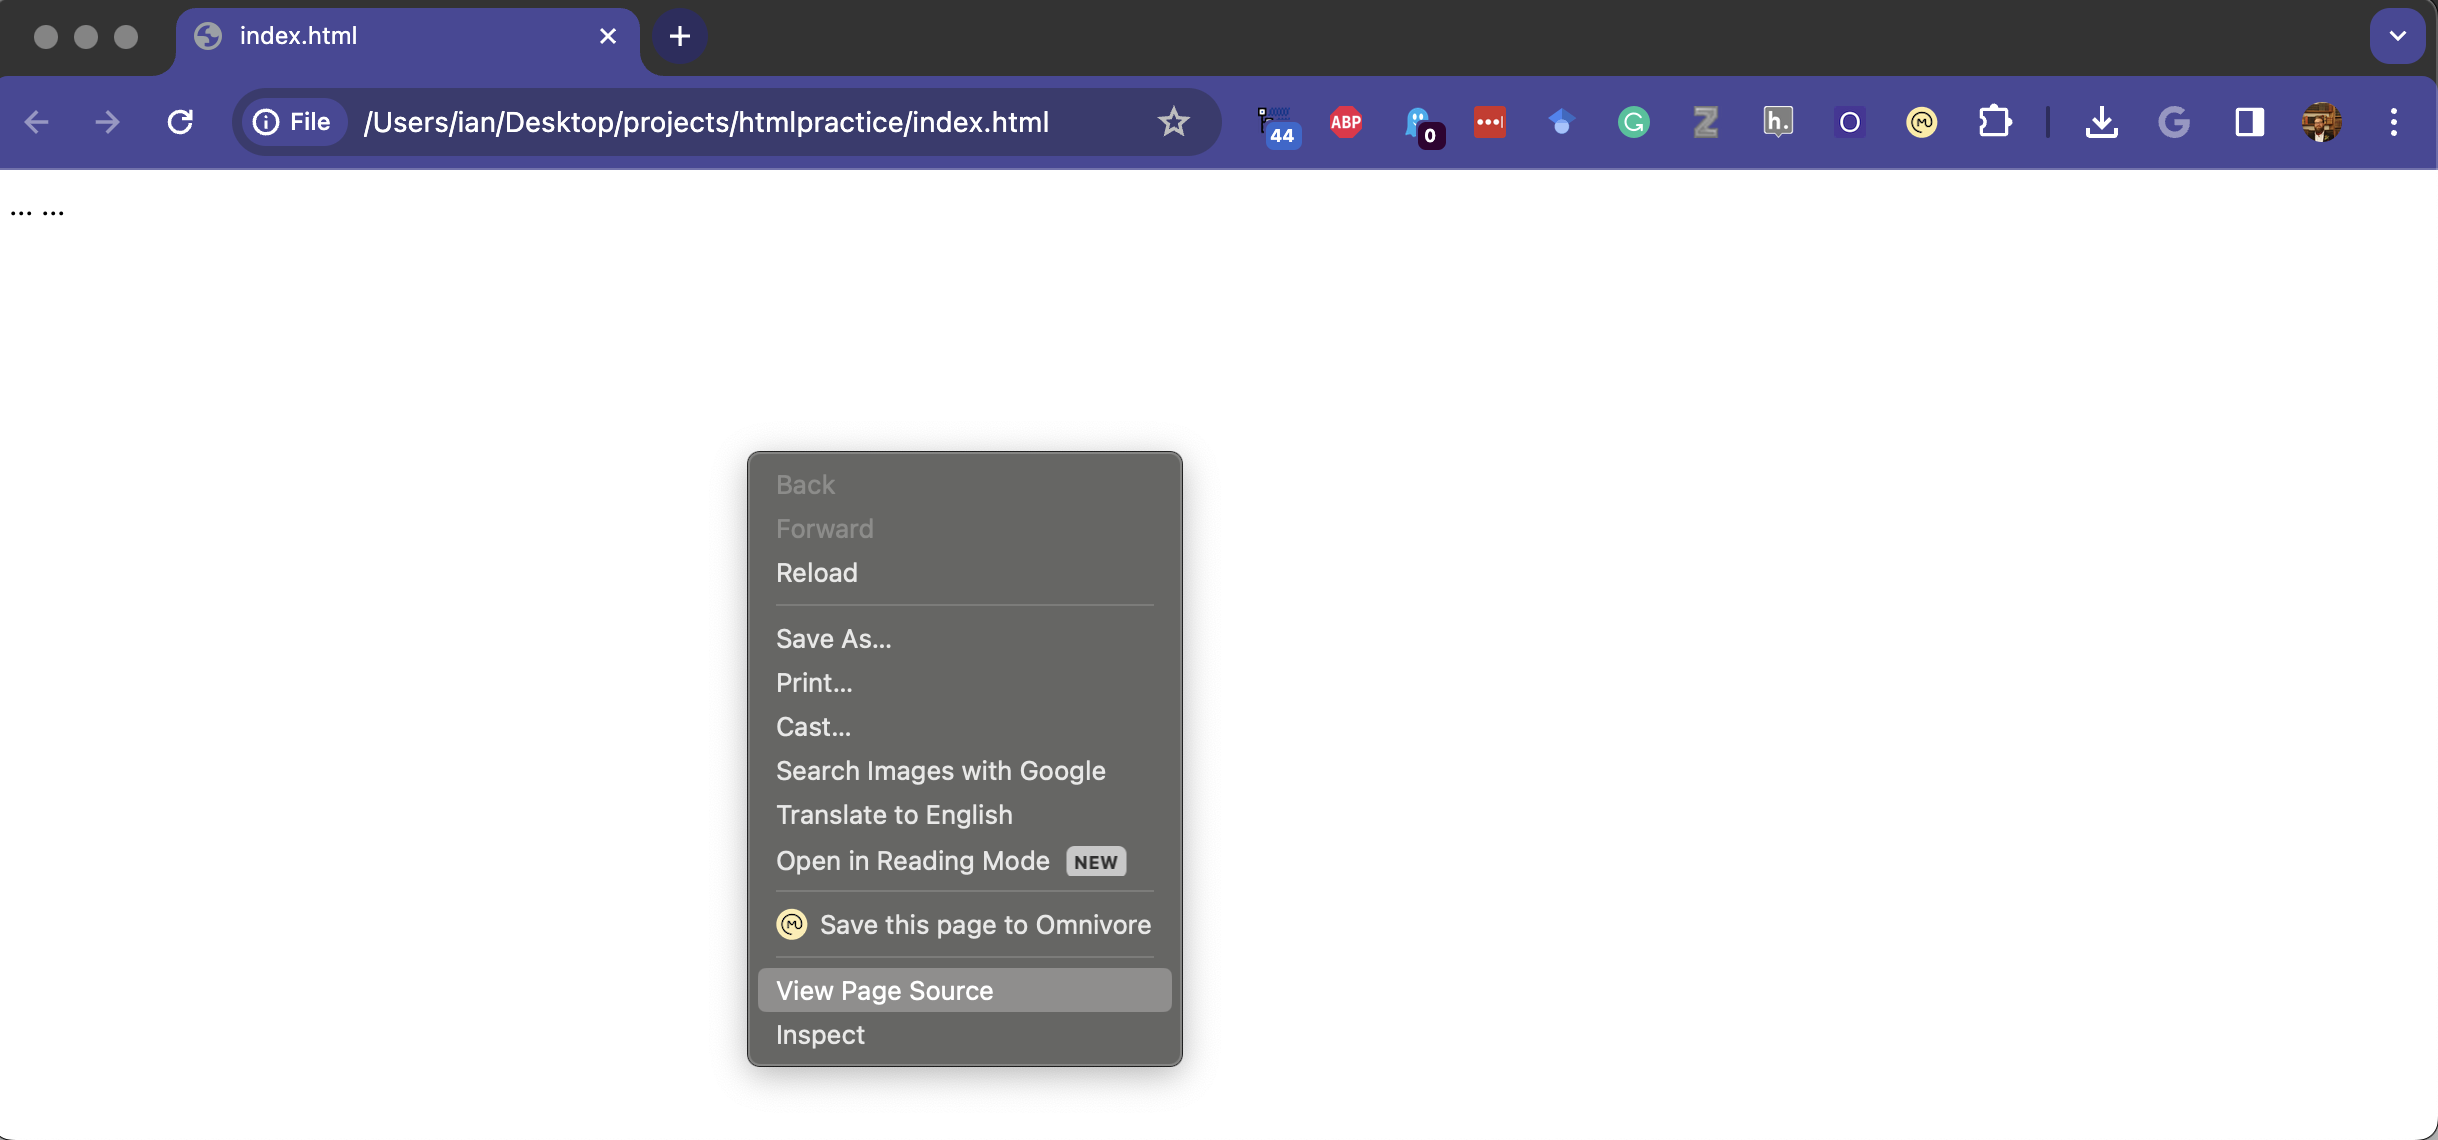 index.html
File /Users/ian/Desktop/projects/htmlpractice/index.html
44 ABP 0 G Z h. O
... ...
Back
Forward
Reload
Save As...
Print...
Cast...
Search Images with Google
Translate to English
Open in Reading Mode NEW
Save this page to Omnivore
View Page Source
Inspect